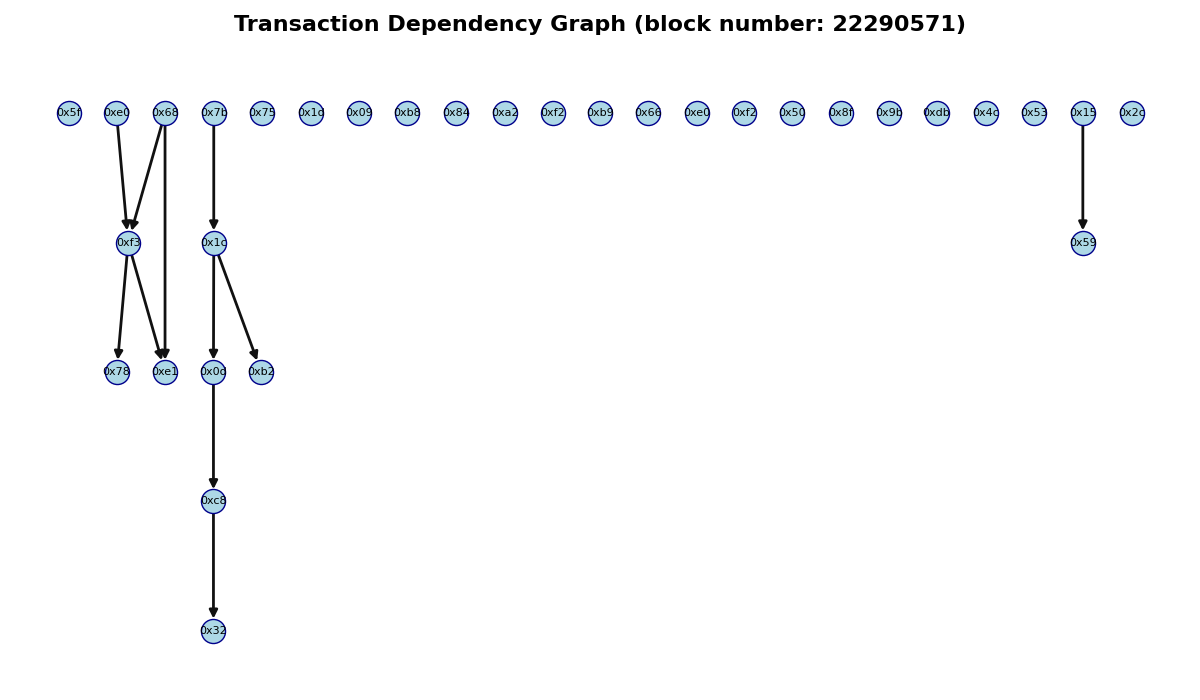 Transaction Dependency Graph (block number: 22290571)
0x5f 0xe0 0x68 0x7b 0x75 0x1d 0x09 0xb8 0x84 0xa2 0xf2 0xb9 0x66 0xe0 0xf2 0x50 0x8f 0x9b 0xdb 0x4c 0x53 0x15 0x2c
0xf3 0x1c 0x59
0x78 0xe1 0x0d 0xb2
0xc8
0x32